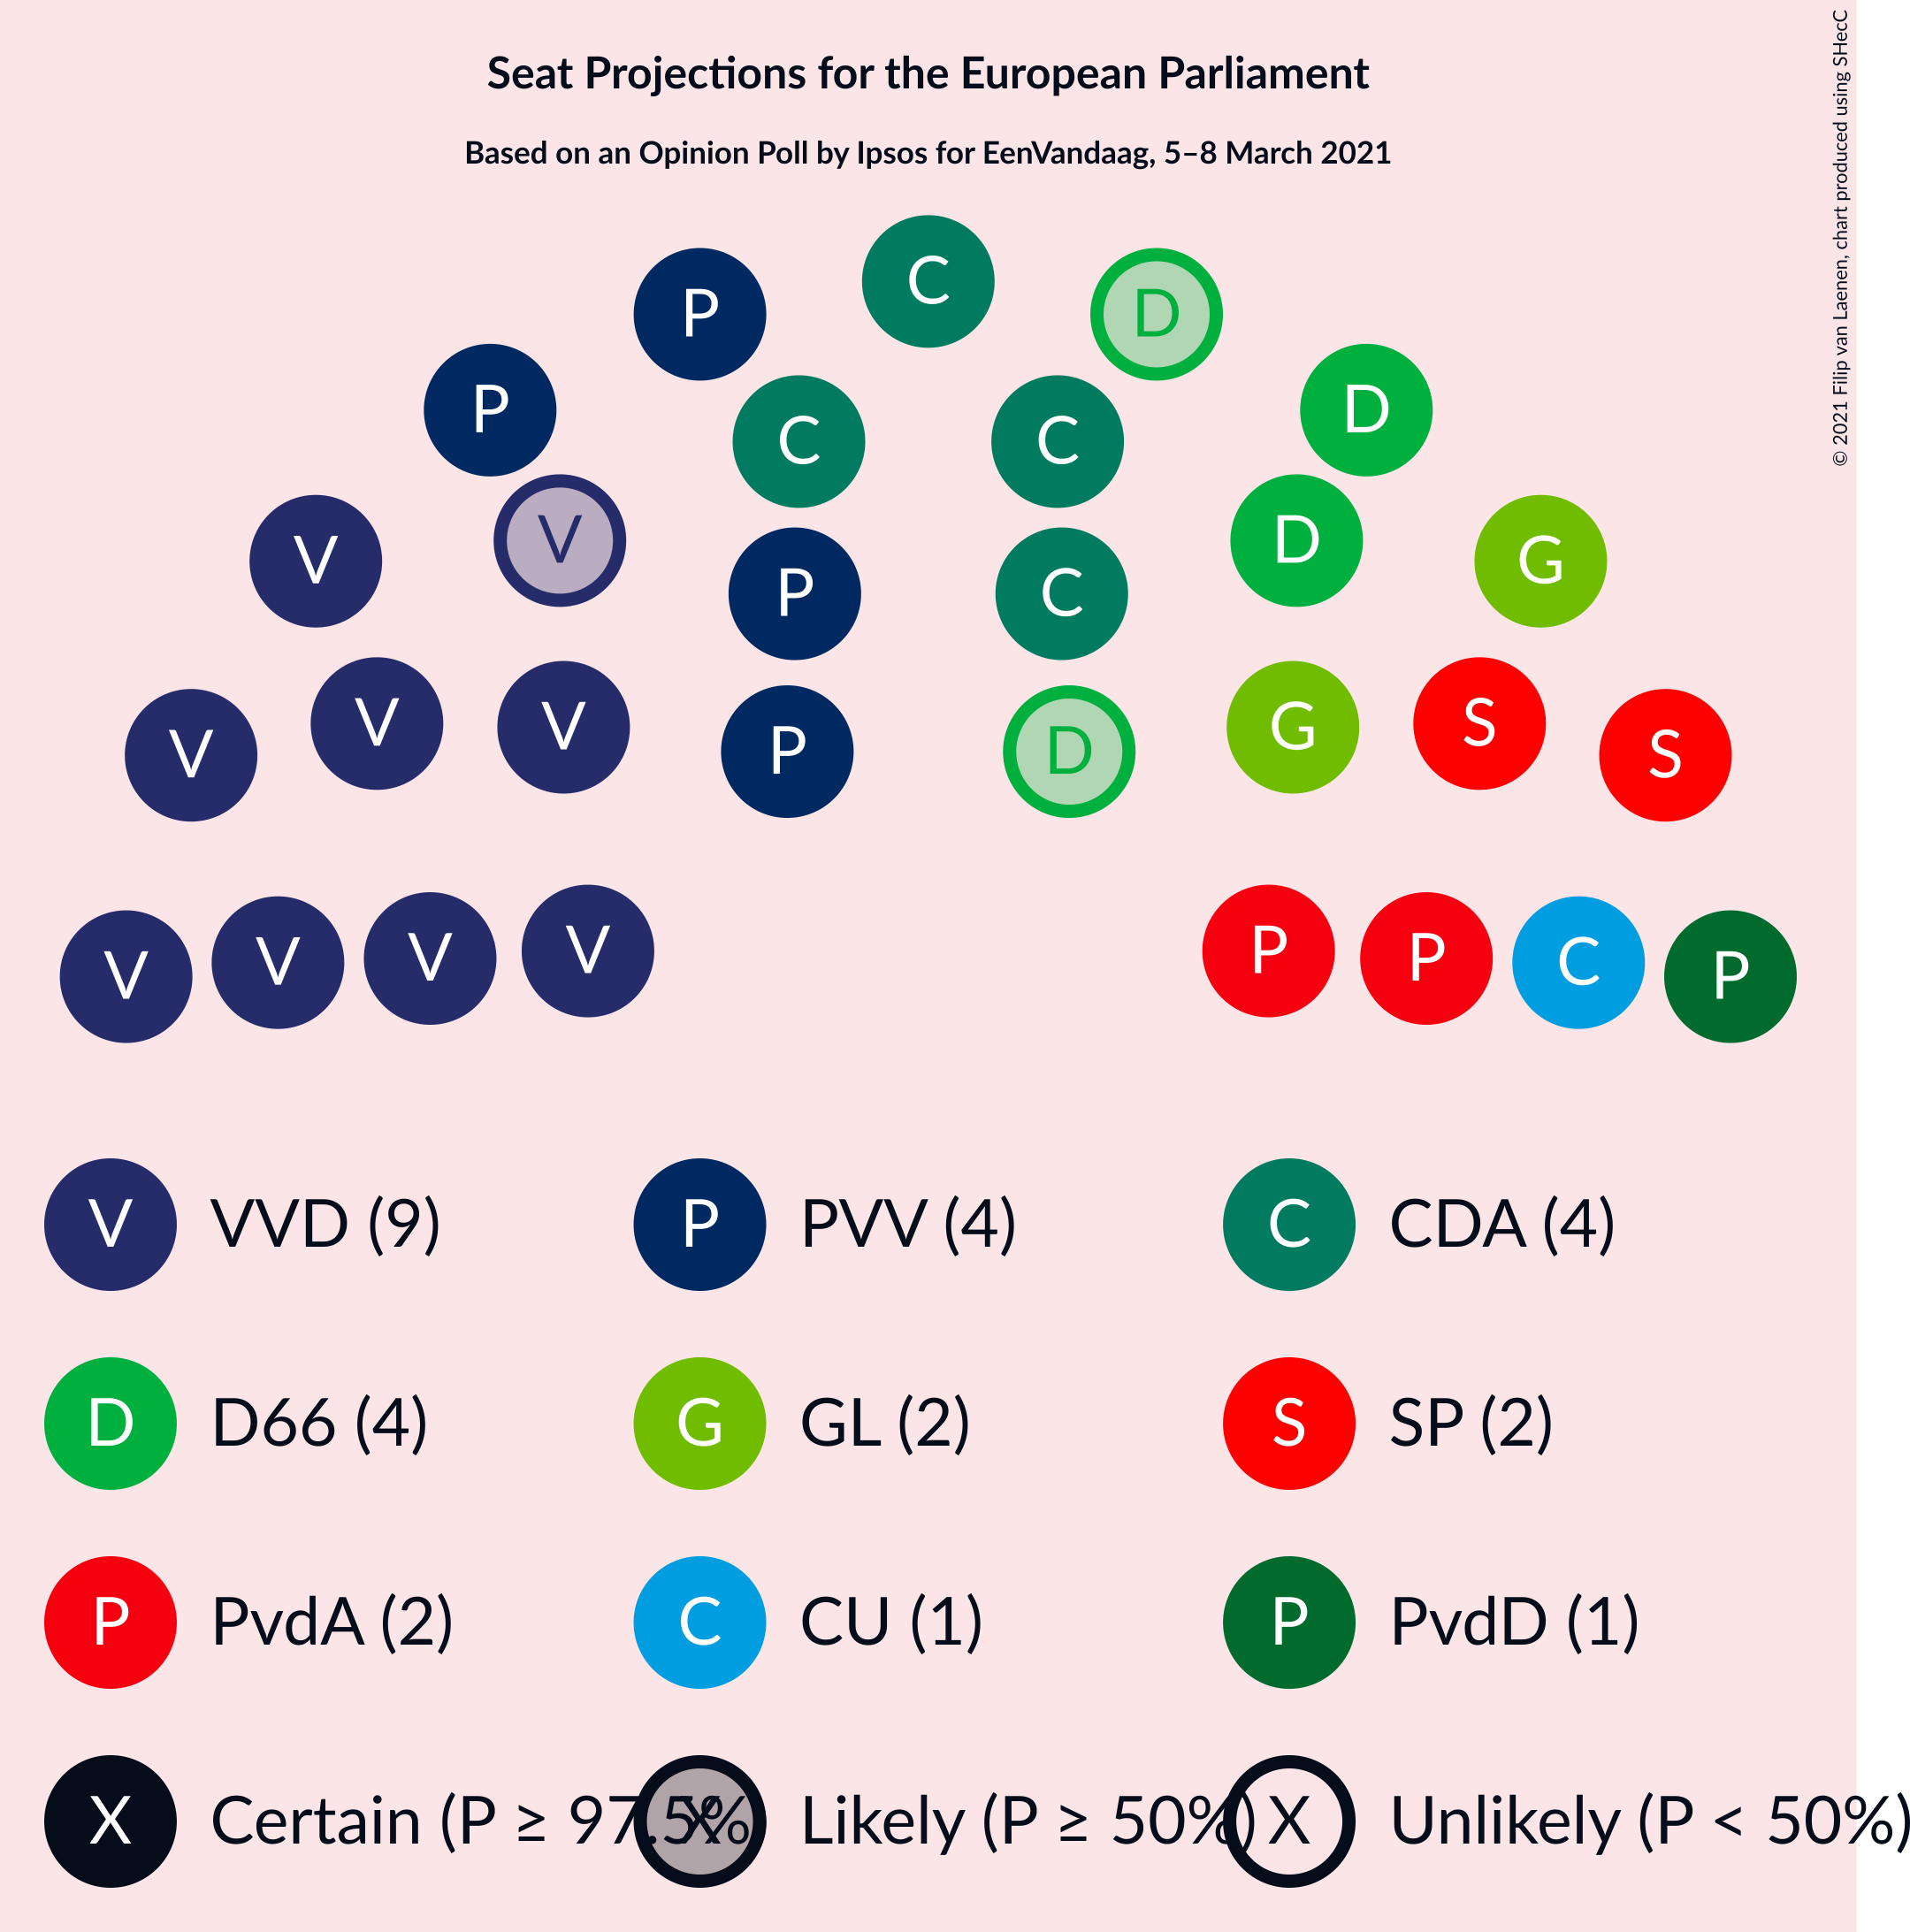 Seat Projections for the European Parliament
Based on an Opinion Poll by Ipsos for EenVandaag, 5–8 March 2021
© 2021 Filip van Laenen, chart produced using SHecC
C
P D
P C C D
V V P C D G
V V V P D G S S
V V V V P P C P
V VVD (9) P PVV (4) C CDA (4)
D D66 (4) G GL (2) S SP (2)
P PvdA (2) C CU (1) P PvdD (1)
X Certain (P ≥ 97.5% X Likely (P ≥ 50%) X Unlikely (P < 50%)